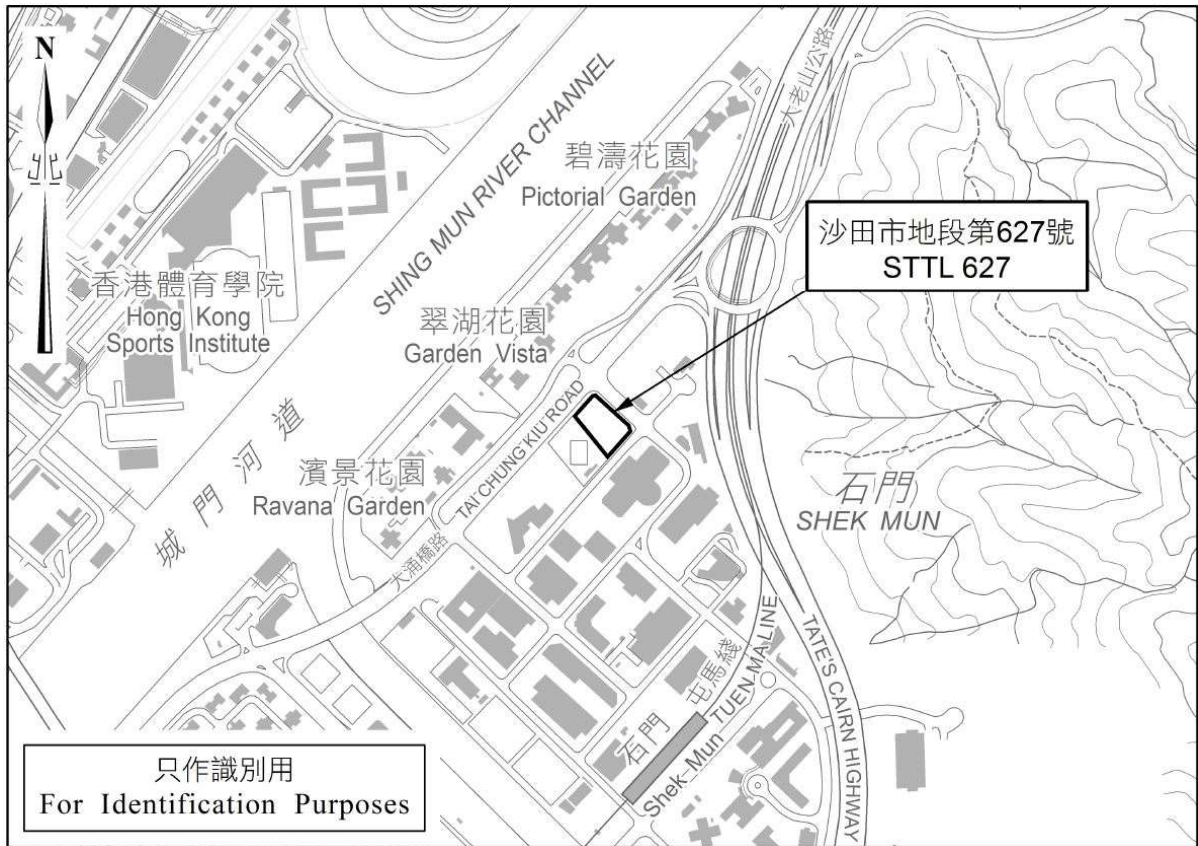 N
大老山公路
SHING MUN RIVER CHANNEL
碧濤花園
Pictorial Garden
沙田市地段第627號
STTL 627
香港體育學院
Hong Kong
Sports Institute
翠湖花園
Garden Vista
TAI CHUNG KIU ROAD
大涌橋路
濱景花園
Ravana Garden
城門河道
石門
SHEK MUN
屯馬綫
TUEN MA LINE
石門
Shek Mun
TATE'S CAIRN HIGHWAY
只作識別用
For Identification Purposes